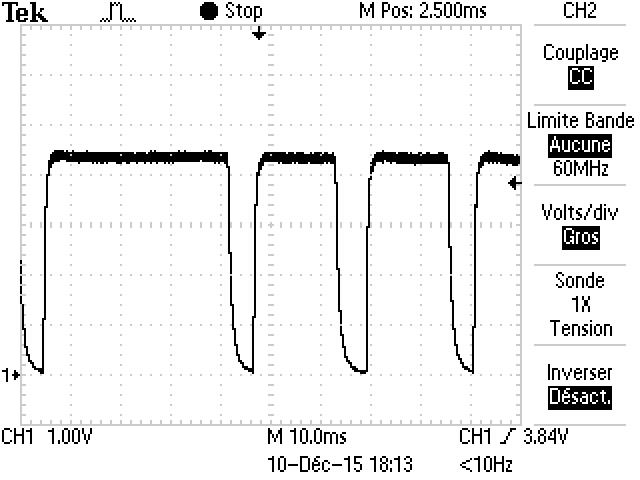 Tek Stop M Pos: 2.500ms CH2
Couplage
CC
Limite Bande
Aucune
60MHz
Volts/div
Gros
Sonde
1X
Tension
Inverser
Désact.
1
CH1 1.00V M 10.0ms CH1 3.84V
10-Déc-15 18:13 <10Hz